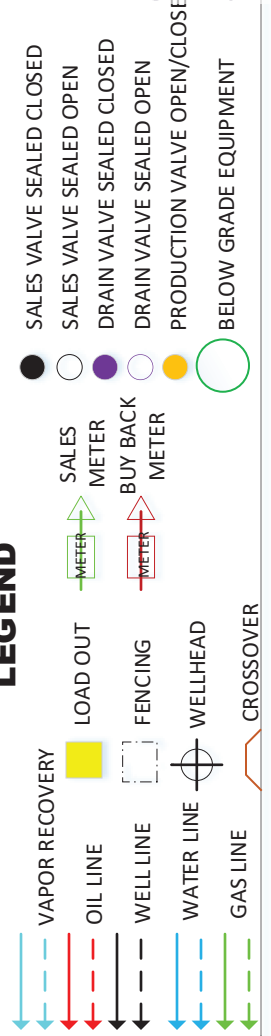 LEGEND
VAPOR RECOVERY
OIL LINE
WELL LINE
WATER LINE
GAS LINE
LOAD OUT
FENCING
WELLHEAD
CROSSOVER
METER
SALES
METER
METER
BUY BACK
METER
SALES VALVE SEALED CLOSED
SALES VALVE SEALED OPEN
DRAIN VALVE SEALED CLOSED
DRAIN VALVE SEALED OPEN
PRODUCTION VALVE OPEN/CLOSE
BELOW GRADE EQUIPMENT